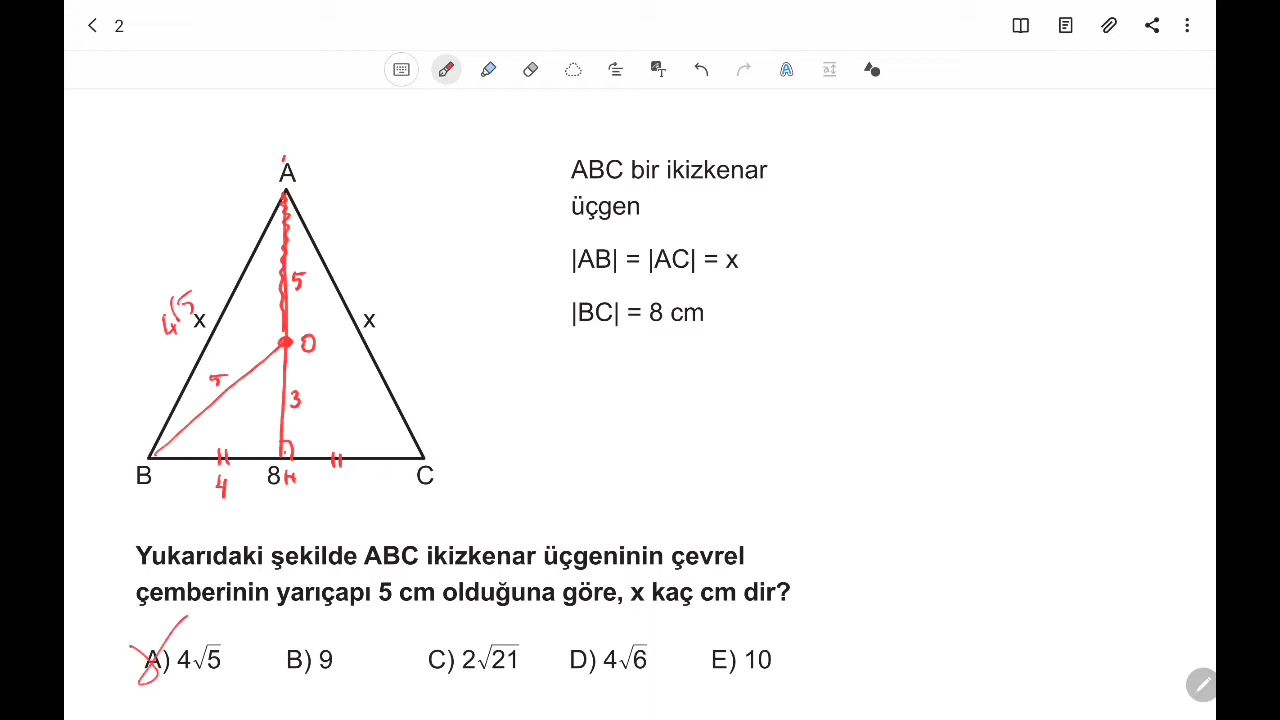 2
A
ABC bir ikizkenar
üçgen
|AB| = |AC| = x
|BC| = 8 cm
5
4√5 x
x
O
5
3
B
8 H
C
4
Yukarıdaki şekilde ABC ikizkenar üçgeninin çevrel
çemberinin yarıçapı 5 cm olduğuna göre, x kaç cm dir?
A) 4√5 B) 9 C) 2√21 D) 4√6 E) 10